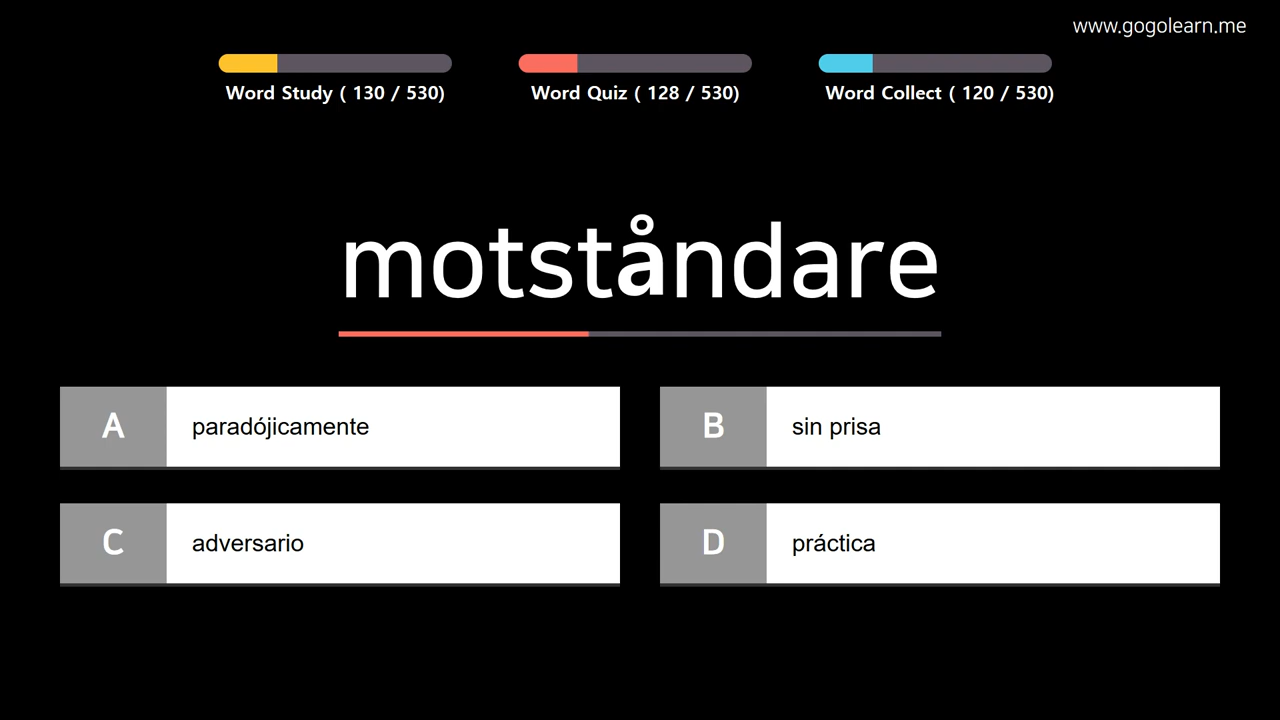 www.gogolearn.me
Word Study ( 130 / 530)
Word Quiz ( 128 / 530)
Word Collect ( 120 / 530)
motståndare
A paradójicamente
B sin prisa
C adversario
D práctica